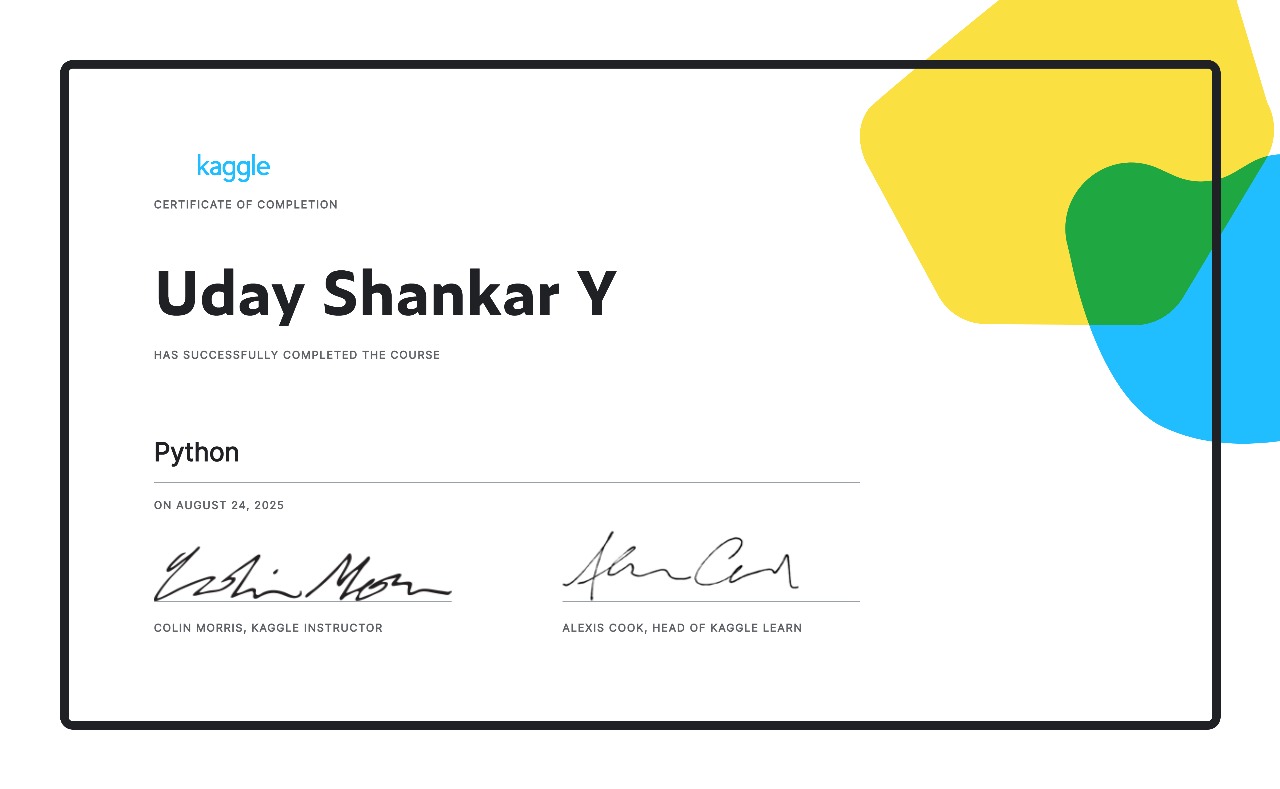 kaggle
CERTIFICATE OF COMPLETION
Uday Shankar Y
HAS SUCCESSFULLY COMPLETED THE COURSE
Python
ON AUGUST 24, 2025
COLIN MORRIS, KAGGLE INSTRUCTOR
ALEXIS COOK, HEAD OF KAGGLE LEARN